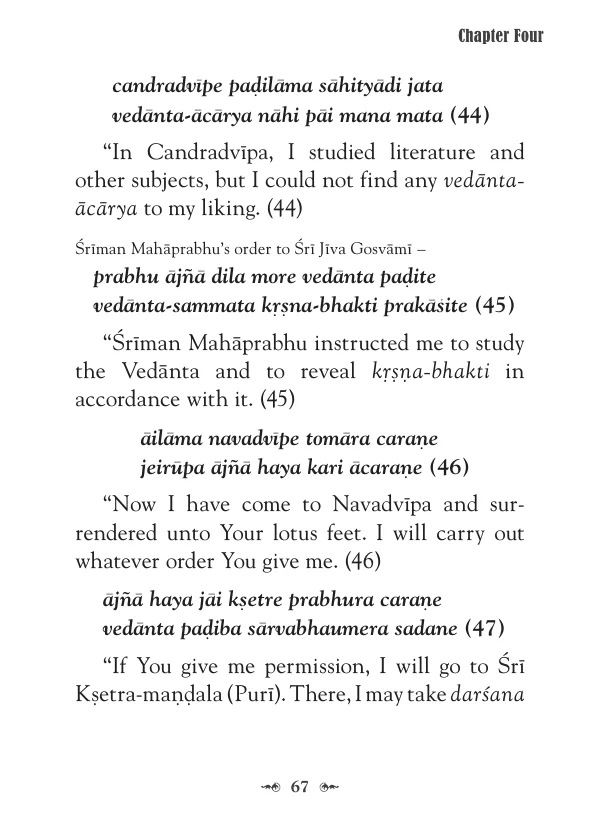 Chapter Four
candradvīpe paḍilāma sāhityādi jata
vedānta-ācārya nāhi pāi mana mata (44)
“In Candradvīpa, I studied literature and
other subjects, but I could not find any vedānta-
ācārya to my liking. (44)
Śrīman Mahāprabhu’s order to Śrī Jīva Gosvāmī –
prabhu ājñā dila more vedānta paḍite
vedānta-sammata kṛṣna-bhakti prakāśite (45)
“Śrīman Mahāprabhu instructed me to study
the Vedānta and to reveal kṛṣṇa-bhakti in
accordance with it. (45)
āilāma navadvīpe tomāra caraṇe
jeirūpa ājñā haya kari ācaraṇe (46)
“Now I have come to Navadvīpa and sur-
rendered unto Your lotus feet. I will carry out
whatever order You give me. (46)
ājñā haya jāi kṣetre prabhura caraṇe
vedānta paḍiba sārvabhaumera sadane (47)
“If You give me permission, I will go to Śrī
Kṣetra-maṇḍala (Purī). There, I may take darśana
67